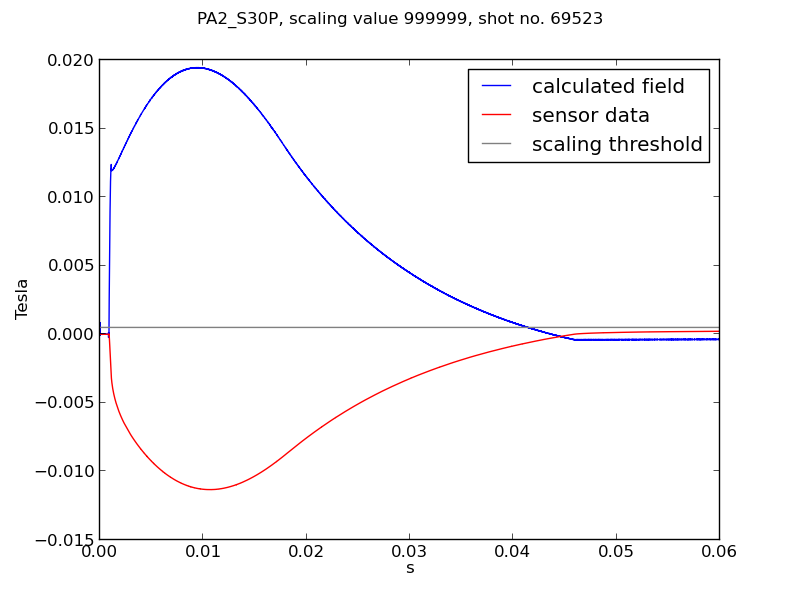 PA2_S30P, scaling value 999999, shot no. 69523
calculated field
sensor data
scaling threshold
0.020
0.015
0.010
0.005
0.000
−0.005
−0.010
−0.015
Tesla
0.00 0.01 0.02 0.03 0.04 0.05 0.06
s